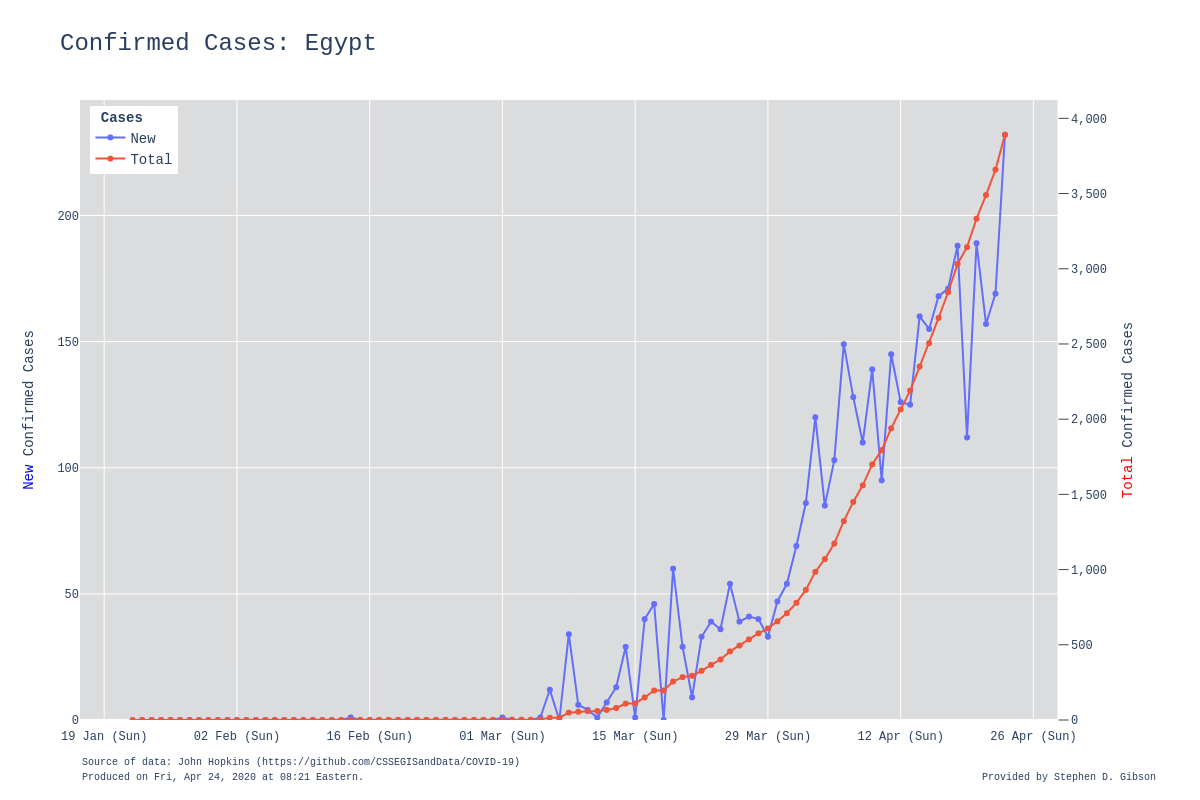 Confirmed Cases: Egypt
Cases
New
Total
200
150
100
50
0
New Confirmed Cases
4,000
3,500
3,000
2,500
2,000
1,500
1,000
500
0
Total Confirmed Cases
19 Jan (Sun) 02 Feb (Sun) 16 Feb (Sun) 01 Mar (Sun) 15 Mar (Sun) 29 Mar (Sun) 12 Apr (Sun) 26 Apr (Sun)
Source of data: John Hopkins (https://github.com/CSSEGISandData/COVID-19)
Produced on Fri, Apr 24, 2020 at 08:21 Eastern.
Provided by Stephen D. Gibson